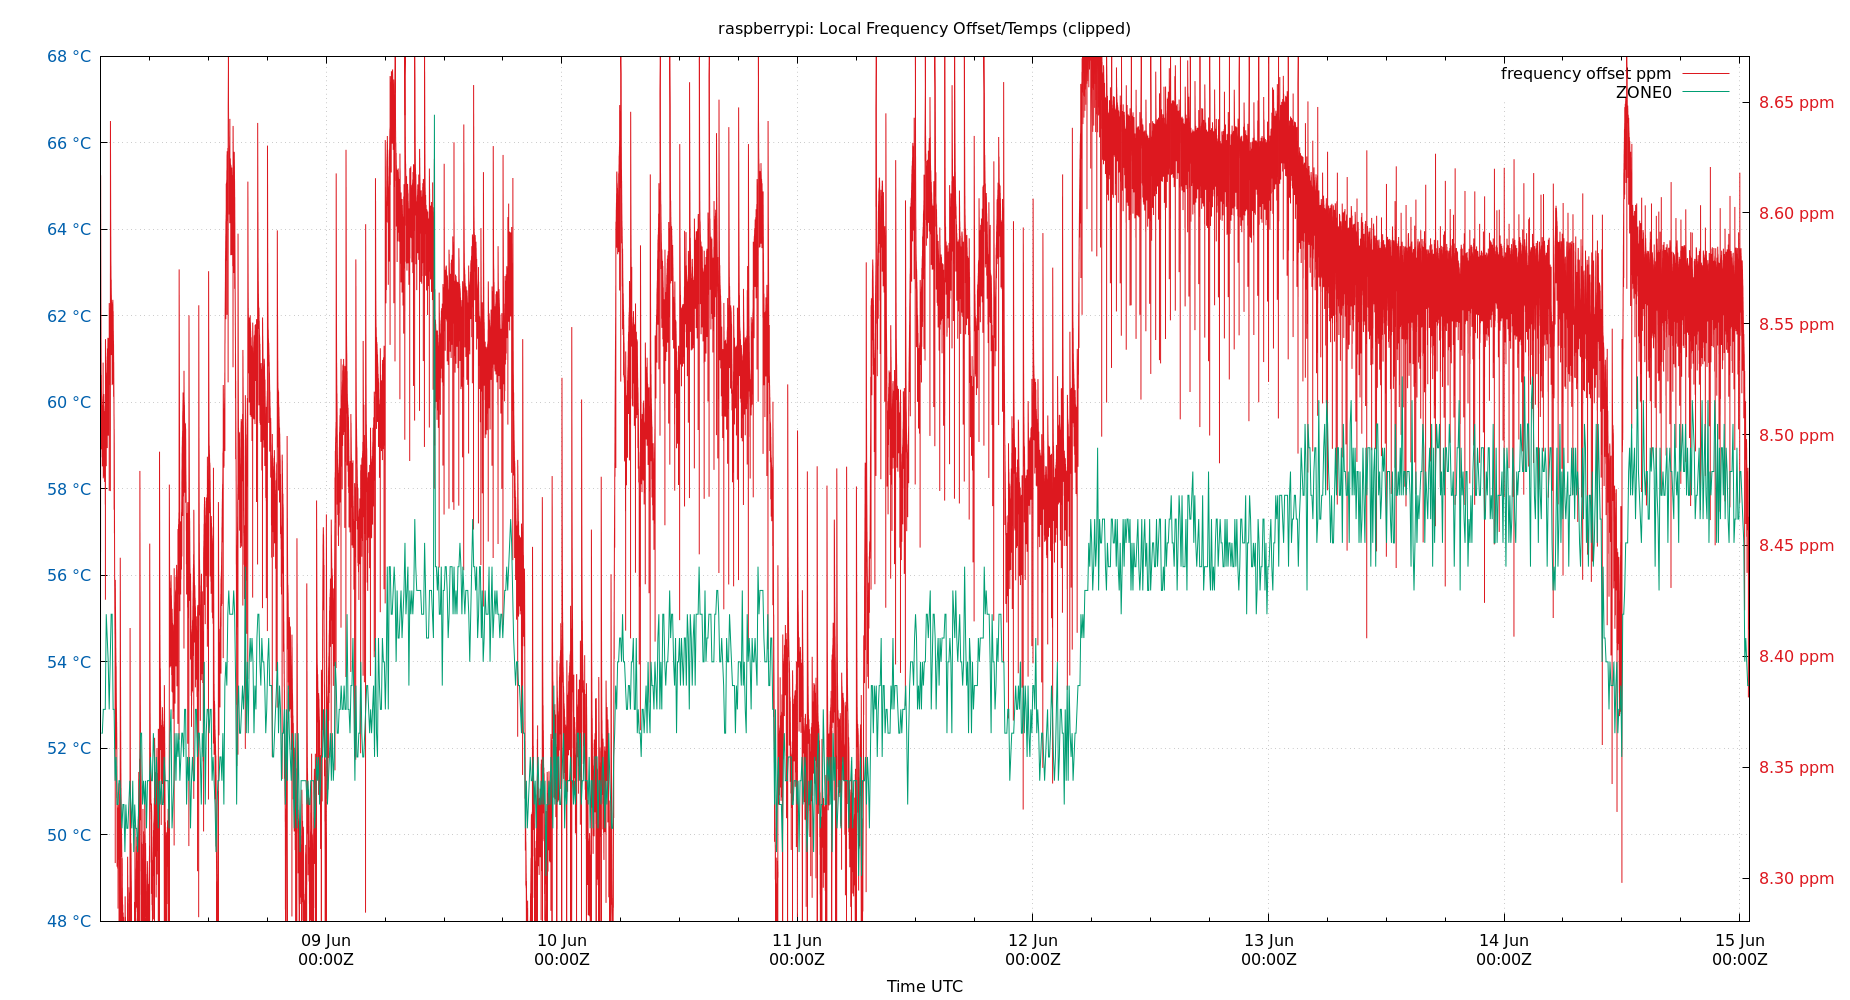 raspberrypi: Local Frequency Offset/Temps (clipped)
frequency offset ppm
ZONE0
68 °C
66 °C
64 °C
62 °C
60 °C
58 °C
56 °C
54 °C
52 °C
50 °C
48 °C
8.65 ppm
8.60 ppm
8.55 ppm
8.50 ppm
8.45 ppm
8.40 ppm
8.35 ppm
8.30 ppm
09 Jun
00:00Z
10 Jun
00:00Z
11 Jun
00:00Z
12 Jun
00:00Z
13 Jun
00:00Z
14 Jun
00:00Z
15 Jun
00:00Z
Time UTC